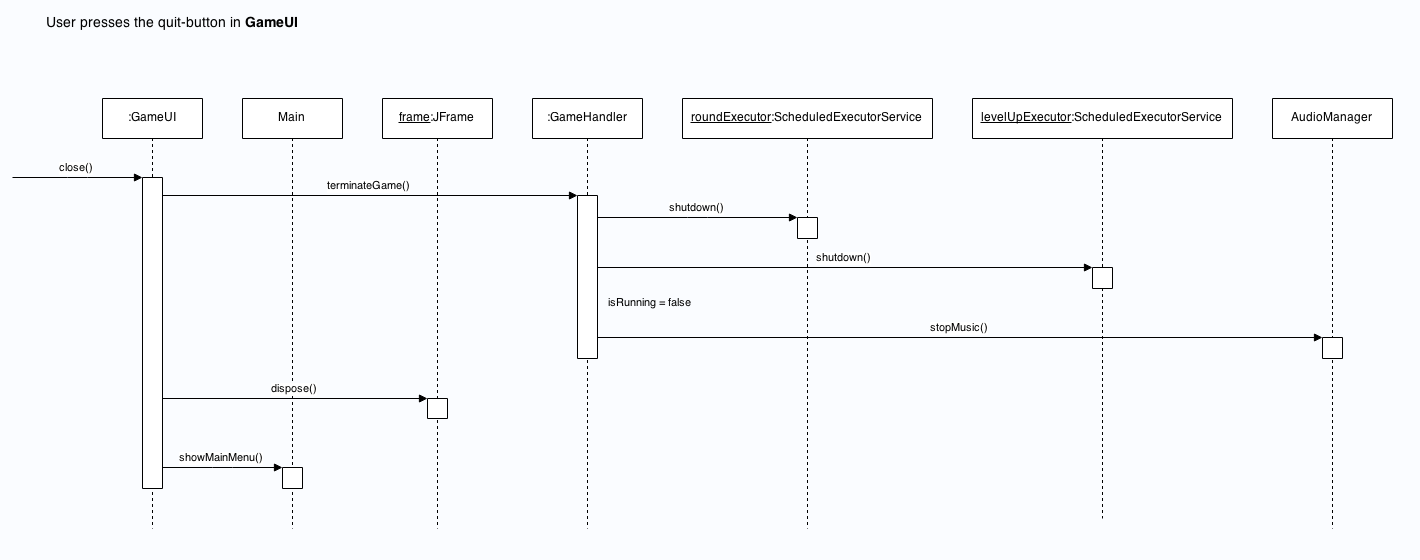 User presses the quit-button in GameUI
:GameUI
Main
frame:JFrame
:GameHandler
roundExecutor:ScheduledExecutorService
levelUpExecutor:ScheduledExecutorService
AudioManager
close()
terminateGame()
shutdown()
shutdown()
isRunning = false
stopMusic()
dispose()
showMainMenu()